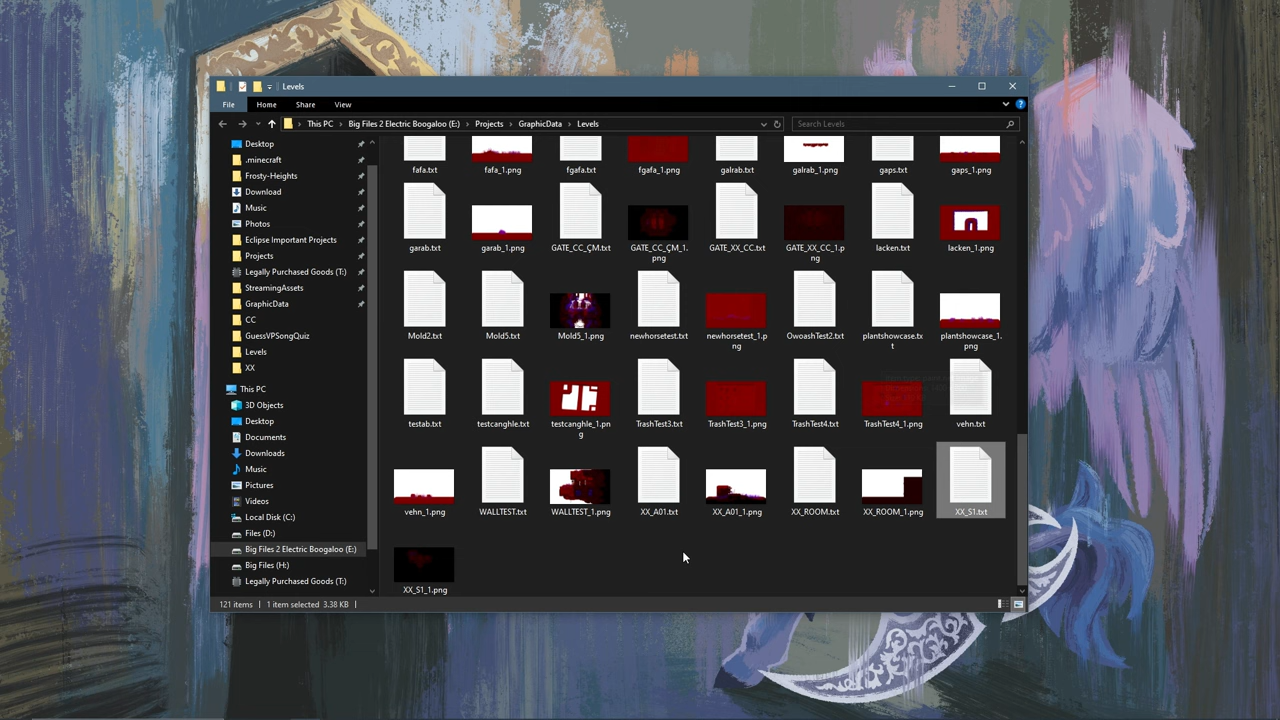 Levels
File
Home
Share
View
This PC
Big Files 2 Electric Boogaloo (E:)
Projects
GraphicData
Levels
Search Levels
Desktop
.minecraft
Frosty-Heights
Download
Music
Photos
Eclipse Important Projects
Projects
Legally Purchased Goods (T:)
StreamingAssets
GraphicData
CC
GuessVPSongQuiz
Levels
XX
This PC
3D Objects
Desktop
Documents
Downloads
Music
Pictures
Videos
Local Disk (C:)
Files (D:)
Big Files 2 Electric Boogaloo (E:)
Big Files (H:)
Legally Purchased Goods (T:)
fafa.txt
fafa_1.png
fgafa.txt
fgafa_1.png
galrab.txt
galrab_1.png
gaps.txt
gaps_1.png
garab.txt
garab_1.png
GATE_CC_ÇM.txt
GATE_CC_ÇM_1.
png
GATE_XX_CC.txt
GATE_XX_CC_1.p
ng
lacken.txt
lacken_1.png
Mold2.txt
Mold5.txt
Mold5_1.png
newhorsetest.txt
newhorsetest_1.p
ng
OwoashTest2.txt
plantshowcase.tx
t
plantshowcase_1.
png
testab.txt
testcanghle.txt
testcanghle_1.pn
g
TrashTest3.txt
TrashTest3_1.png
TrashTest4.txt
TrashTest4_1.png
vehn.txt
vehn_1.png
WALLTEST.txt
WALLTEST_1.png
XX_A01.txt
XX_A01_1.png
XX_ROOM.txt
XX_ROOM_1.png
XX_S1.txt
XX_S1_1.png
121 items
1 item selected 3.38 KB